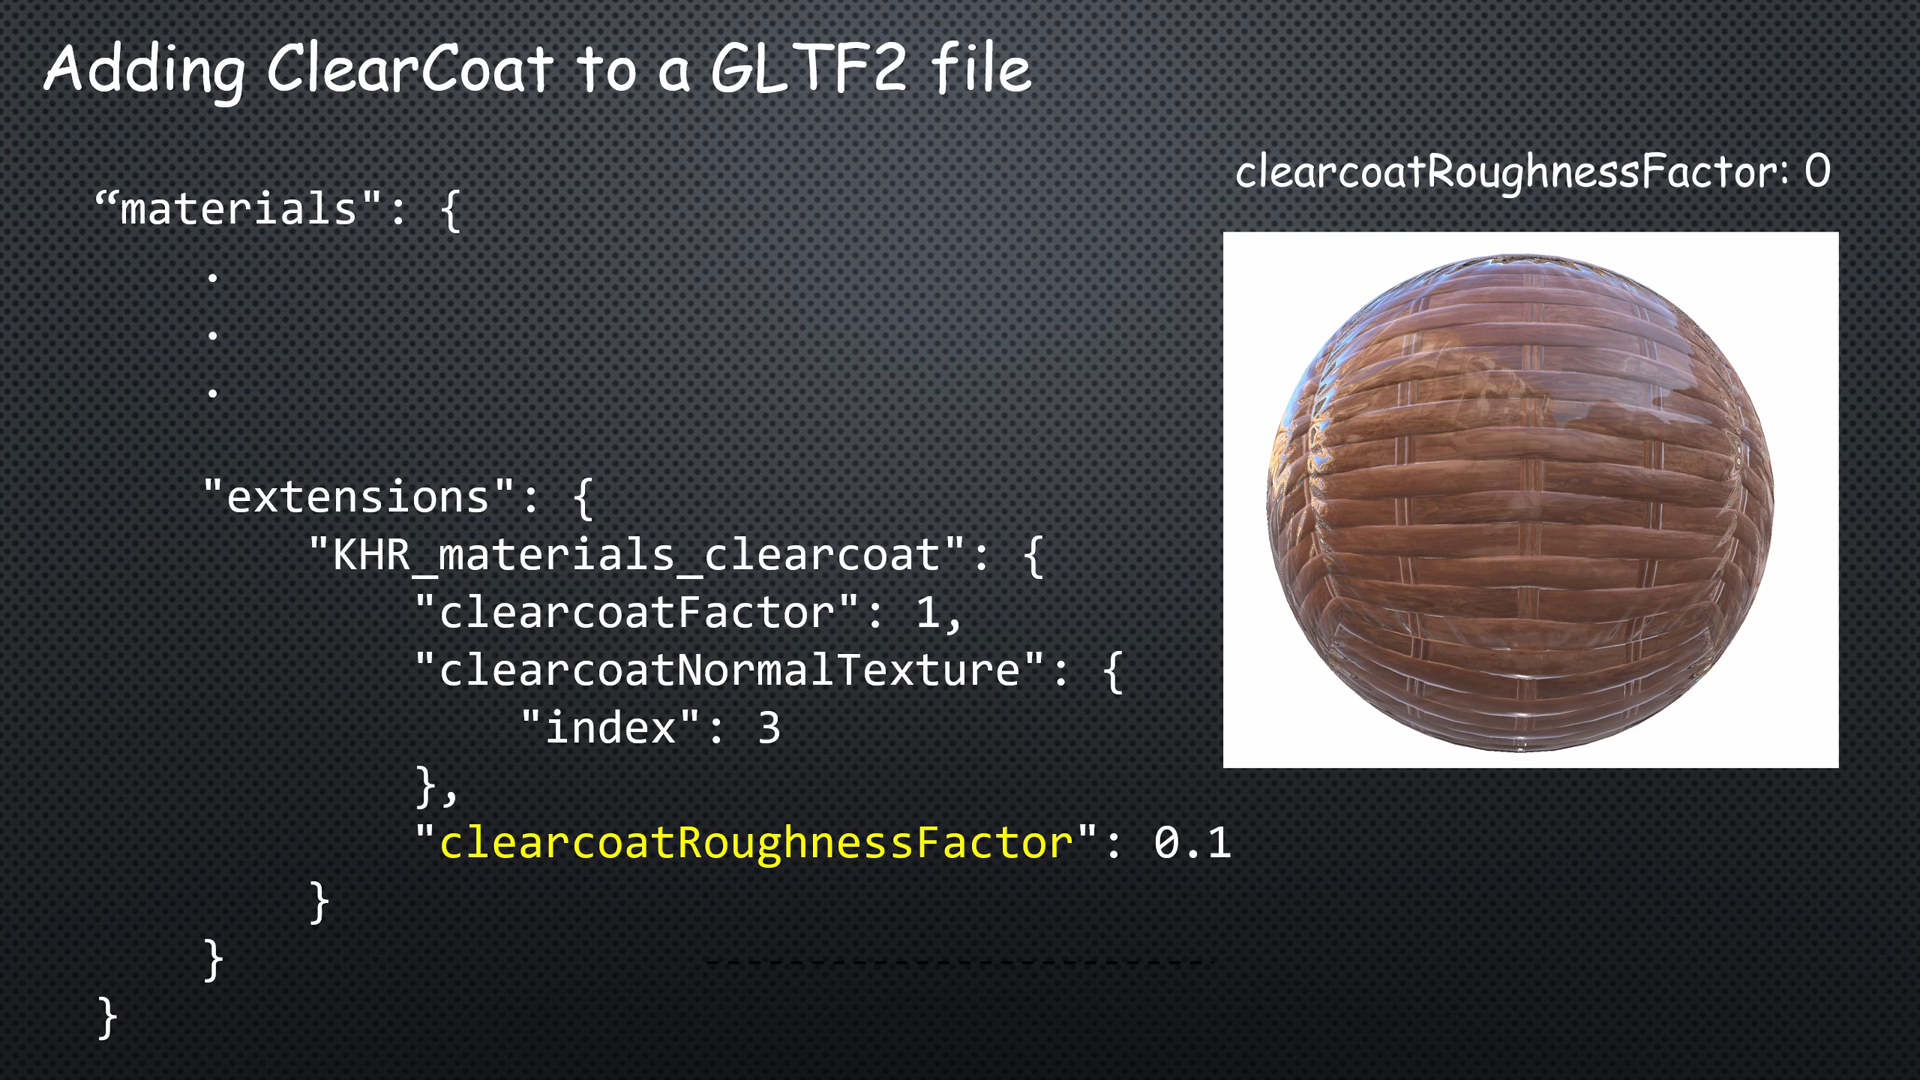 Adding ClearCoat to a GLTF2 file
clearcoatRoughnessFactor: 0
“materials": {
.
.
.
"extensions": {
"KHR_materials_clearcoat": {
"clearcoatFactor": 1,
"clearcoatNormalTexture": {
"index": 3
},
"clearcoatRoughnessFactor": 0.1
}
}
}